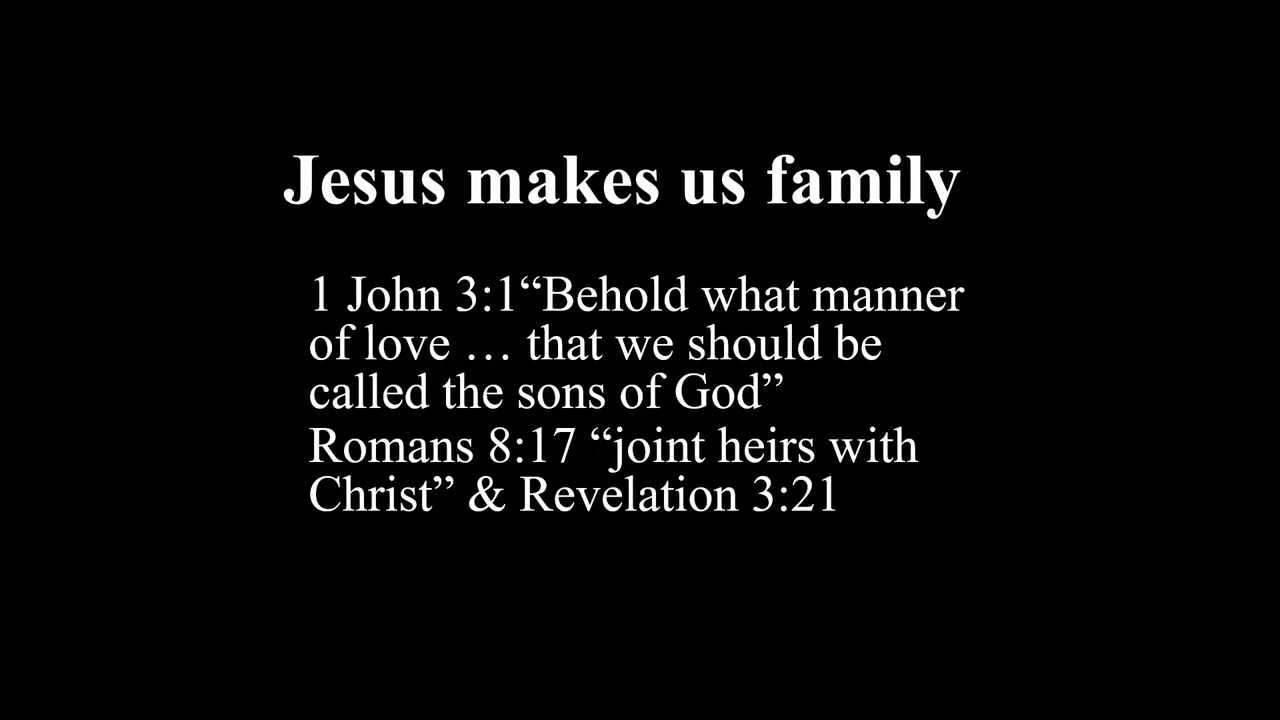 Jesus makes us family
1 John 3:1“Behold what manner
of love … that we should be
called the sons of God”
Romans 8:17 “joint heirs with
Christ” & Revelation 3:21